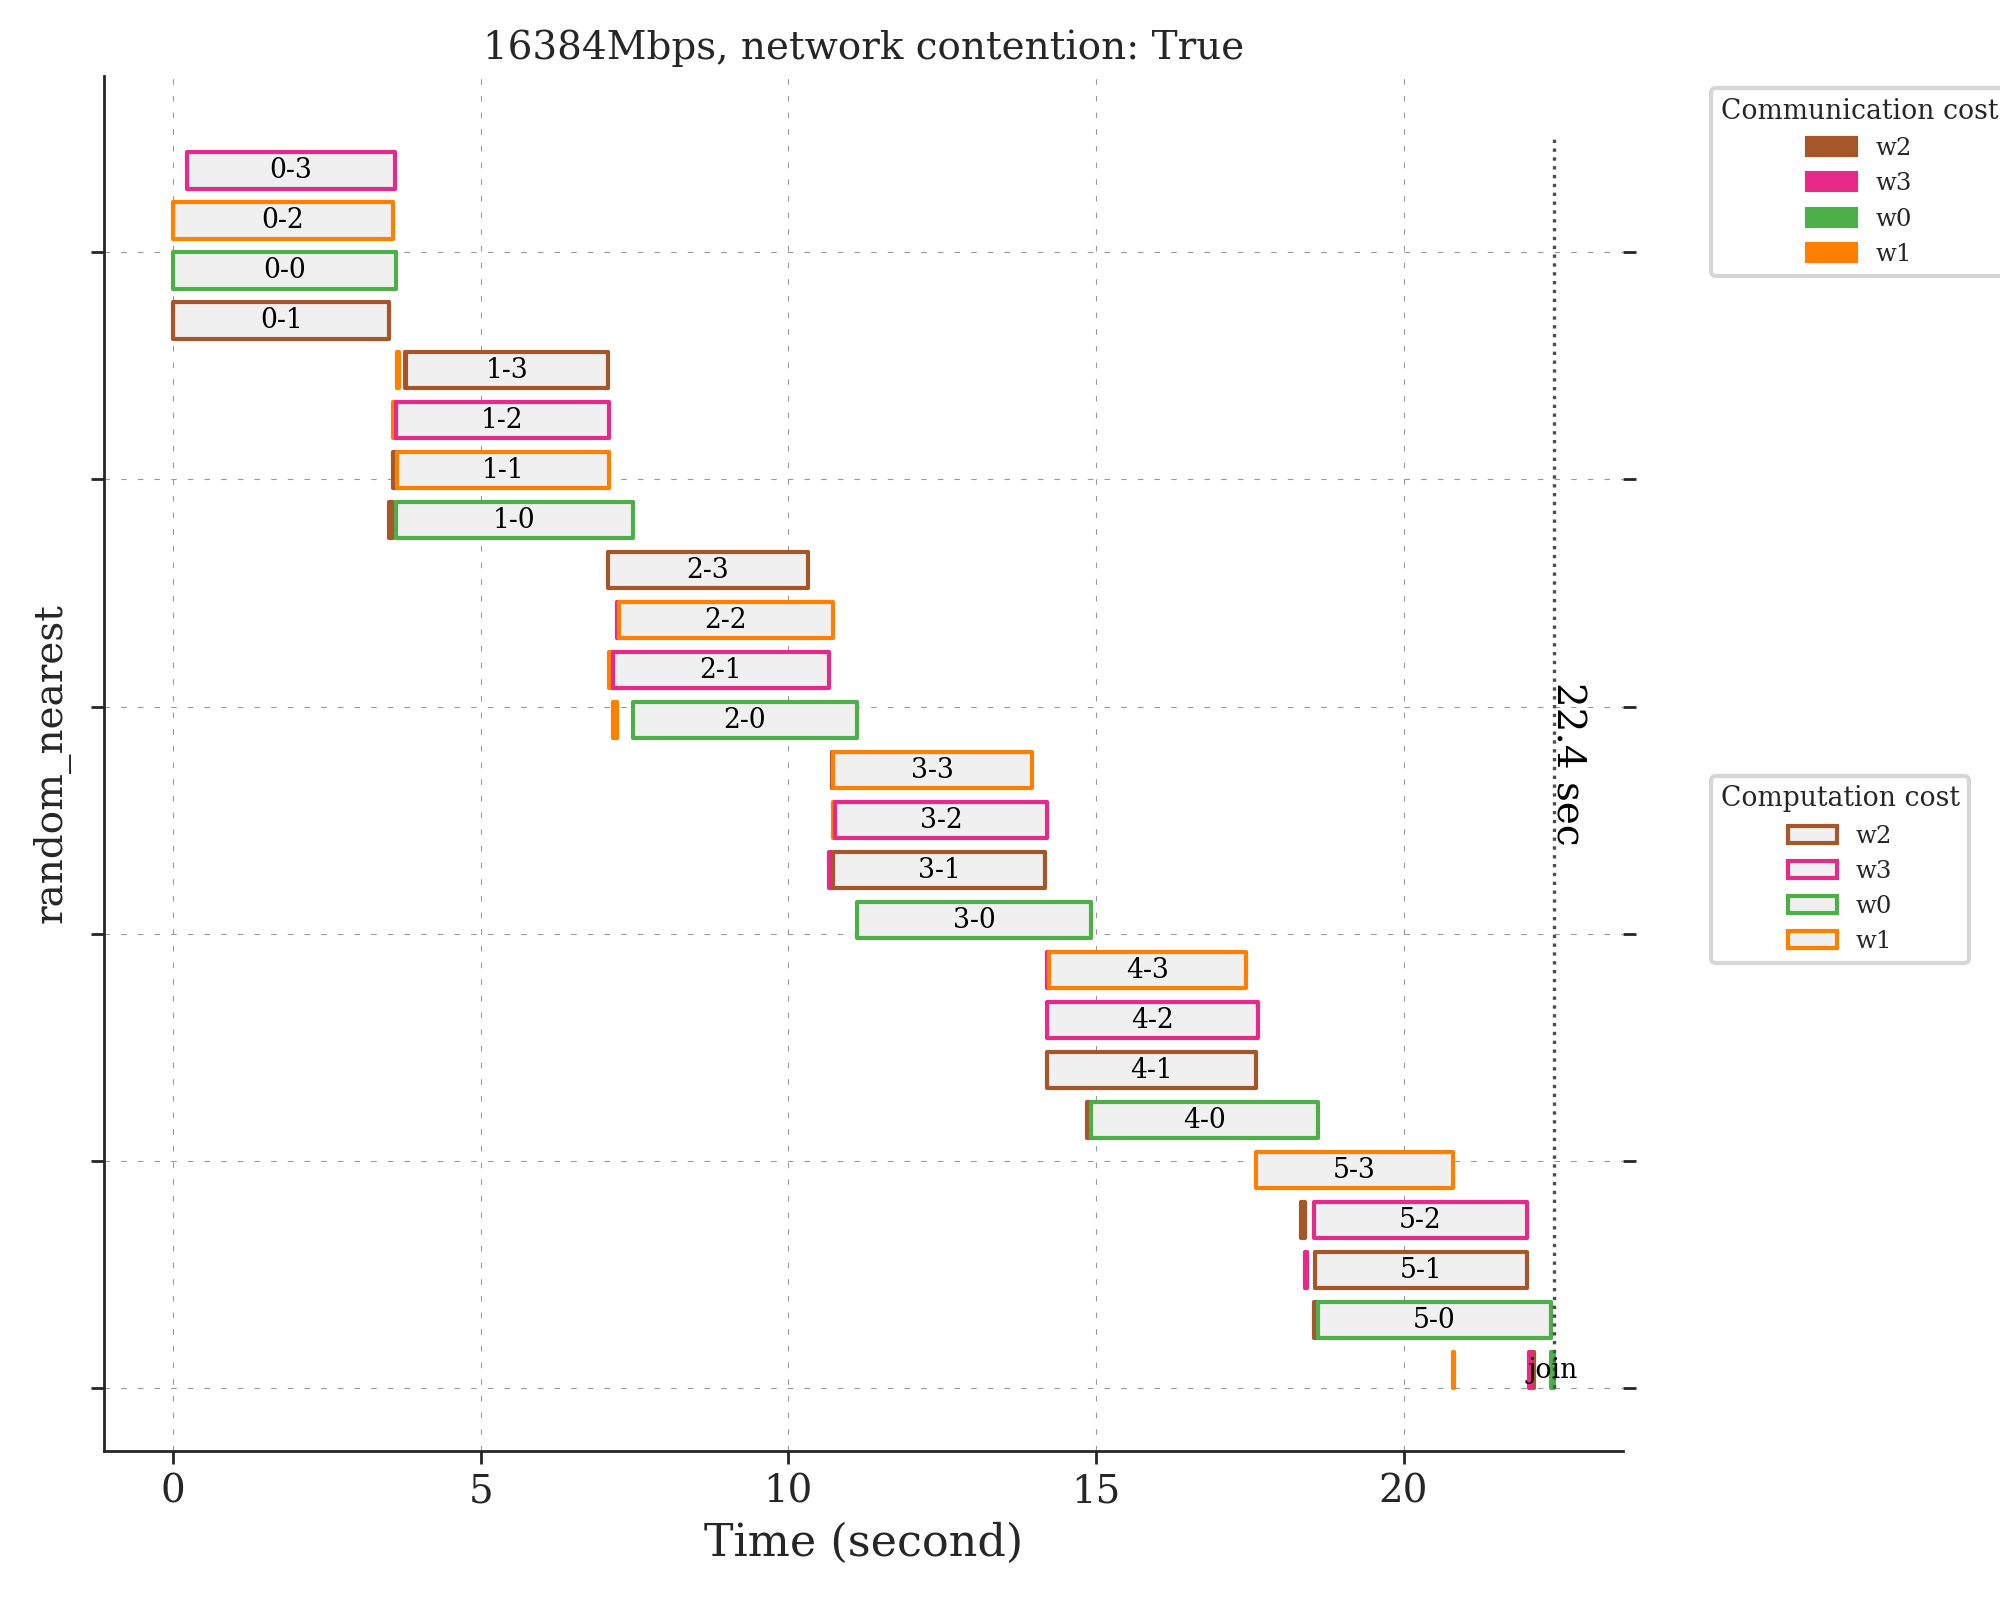 16384Mbps, network contention: True
Communication cost
w2
w3
w0
w1
0-3
0-2
0-0
0-1
1-3
1-2
1-1
1-0
2-3
2-2
2-1
2-0
3-3
3-2
3-1
3-0
4-3
4-2
4-1
4-0
5-3
5-2
5-1
5-0
join
22.4 sec
random_nearest
Computation cost
w2
w3
w0
w1
0
5
10
15
20
Time (second)